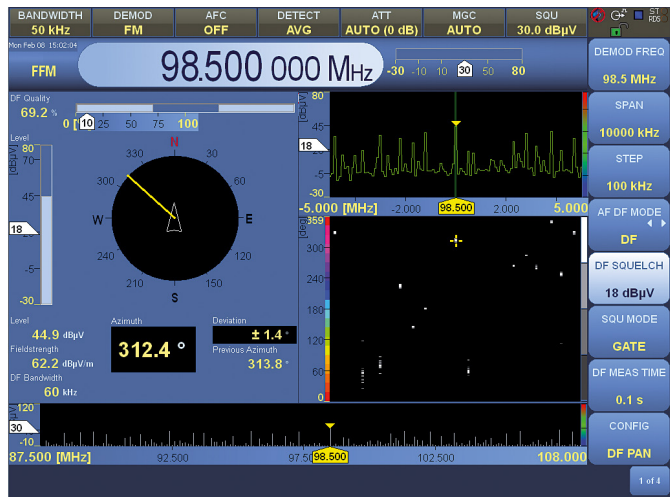 BANDWIDTH DEMOD AFC DETECT ATT MGC SQU
50 kHz FM OFF AVG AUTO (0 dB) AUTO 30.0 dBµV
ST
RDS
Mon Feb 08 15:02:04
FFM
98.500 000 MHz
-30 -10 10 30 50 80
DEMOD FREQ
98.5 MHz
SPAN
10000 kHz
STEP
100 kHz
AF DF MODE
DF
DF SQUELCH
18 dBµV
SQU MODE
GATE
DF MEAS TIME
0.1 s
CONFIG
DF PAN
1 of 4
DF Quality
69.2 %
0 [%] 10 25 50 75 100
Level
[dBµV]
80
70
45
18
-5
-30
N
30
60
E
120
150
S
210
240
W
300
330
Level
44.9 dBµV
Fieldstrength
62.2 dBµV/m
DF Bandwidth
60 kHz
Azimuth
312.4 °
Deviation
± 1.4 °
Previous Azimuth
313.8 °
80
45
18
-5
-30
-5.000 [MHz] -2.000 98.500 2.000 5.000
[deg]
359
300
240
180
120
60
0
[dBµV]
120
30
-10
87.500 [MHz] 92.500 97.50 98.500 102.500 108.000